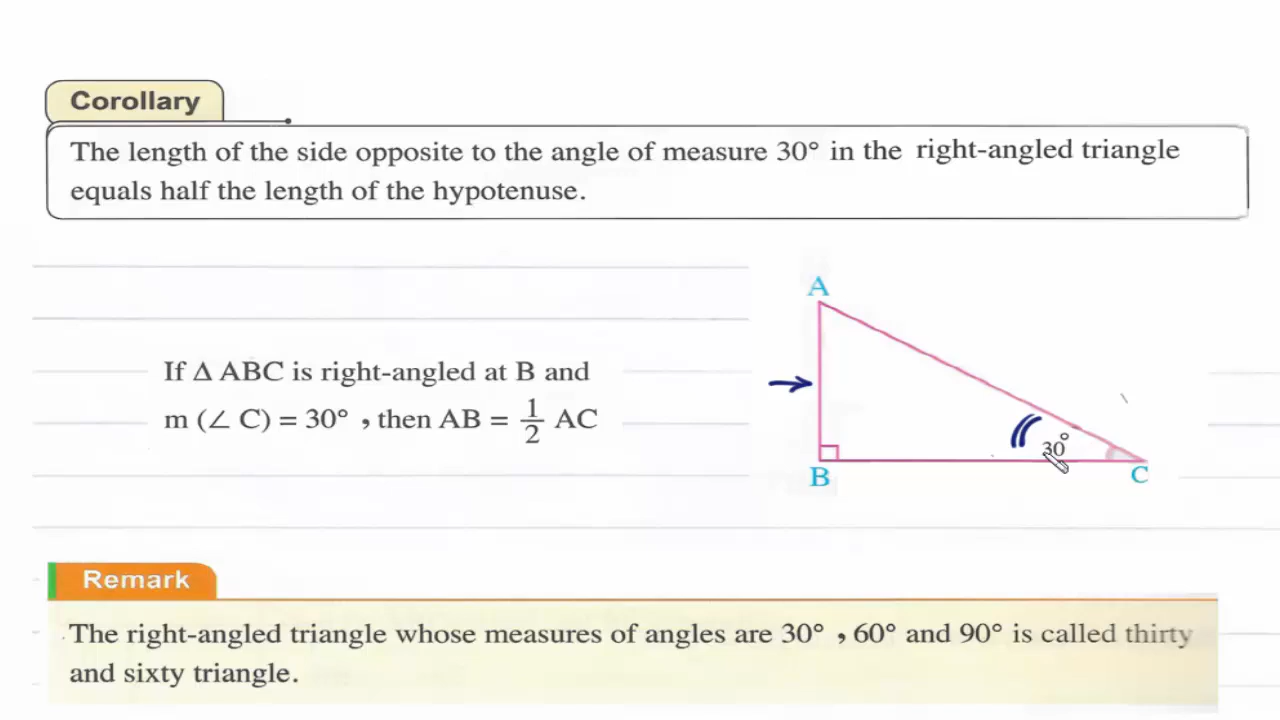 Corollary
The length of the side opposite to the angle of measure 30° in the right-angled triangle
equals half the length of the hypotenuse.
A
If Δ ABC is right-angled at B and
m (∠ C) = 30° , then AB = 1/2 AC
30°
B
C
Remark
The right-angled triangle whose measures of angles are 30° , 60° and 90° is called thirty
and sixty triangle.